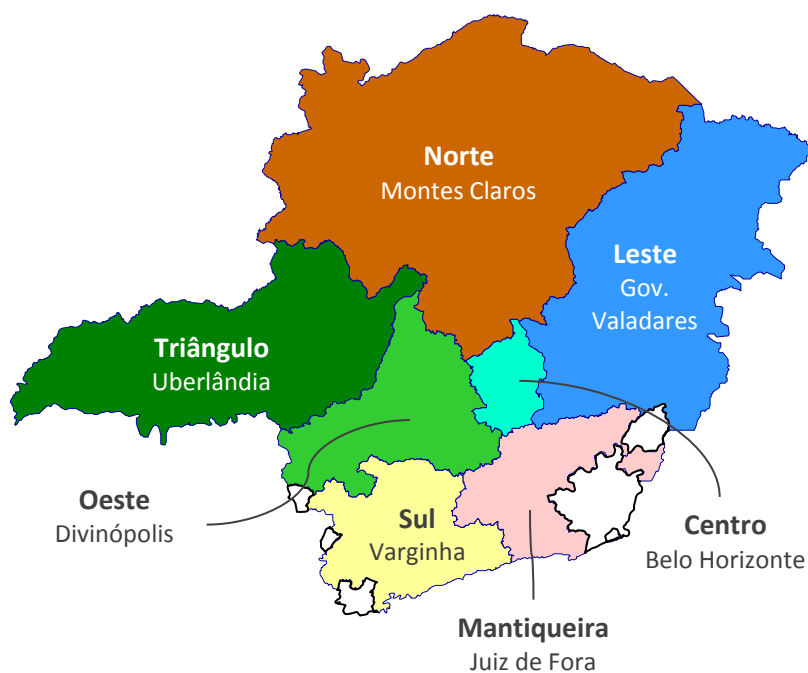 Norte
Montes Claros
Leste
Gov.
Valadares
Triângulo
Uberlândia
Oeste
Divinópolis
Sul
Varginha
Centro
Belo Horizonte
Mantiqueira
Juiz de Fora